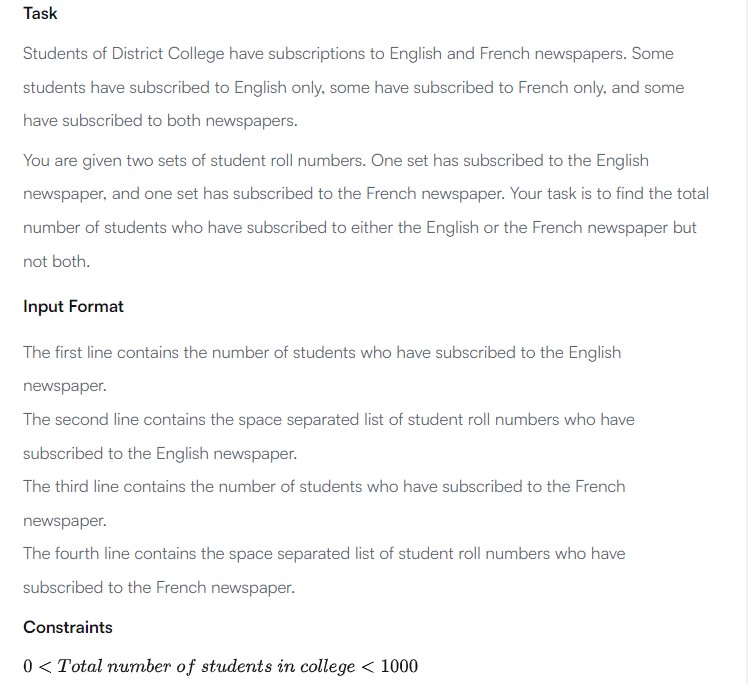 Task
Students of District College have subscriptions to English and French newspapers. Some
students have subscribed to English only, some have subscribed to French only, and some
have subscribed to both newspapers.
You are given two sets of student roll numbers. One set has subscribed to the English
newspaper, and one set has subscribed to the French newspaper. Your task is to find the total
number of students who have subscribed to either the English or the French newspaper but
not both.
Input Format
The first line contains the number of students who have subscribed to the English
newspaper.
The second line contains the space separated list of student roll numbers who have
subscribed to the English newspaper.
The third line contains the number of students who have subscribed to the French
newspaper.
The fourth line contains the space separated list of student roll numbers who have
subscribed to the French newspaper.
Constraints
0 < Total number of students in college < 1000